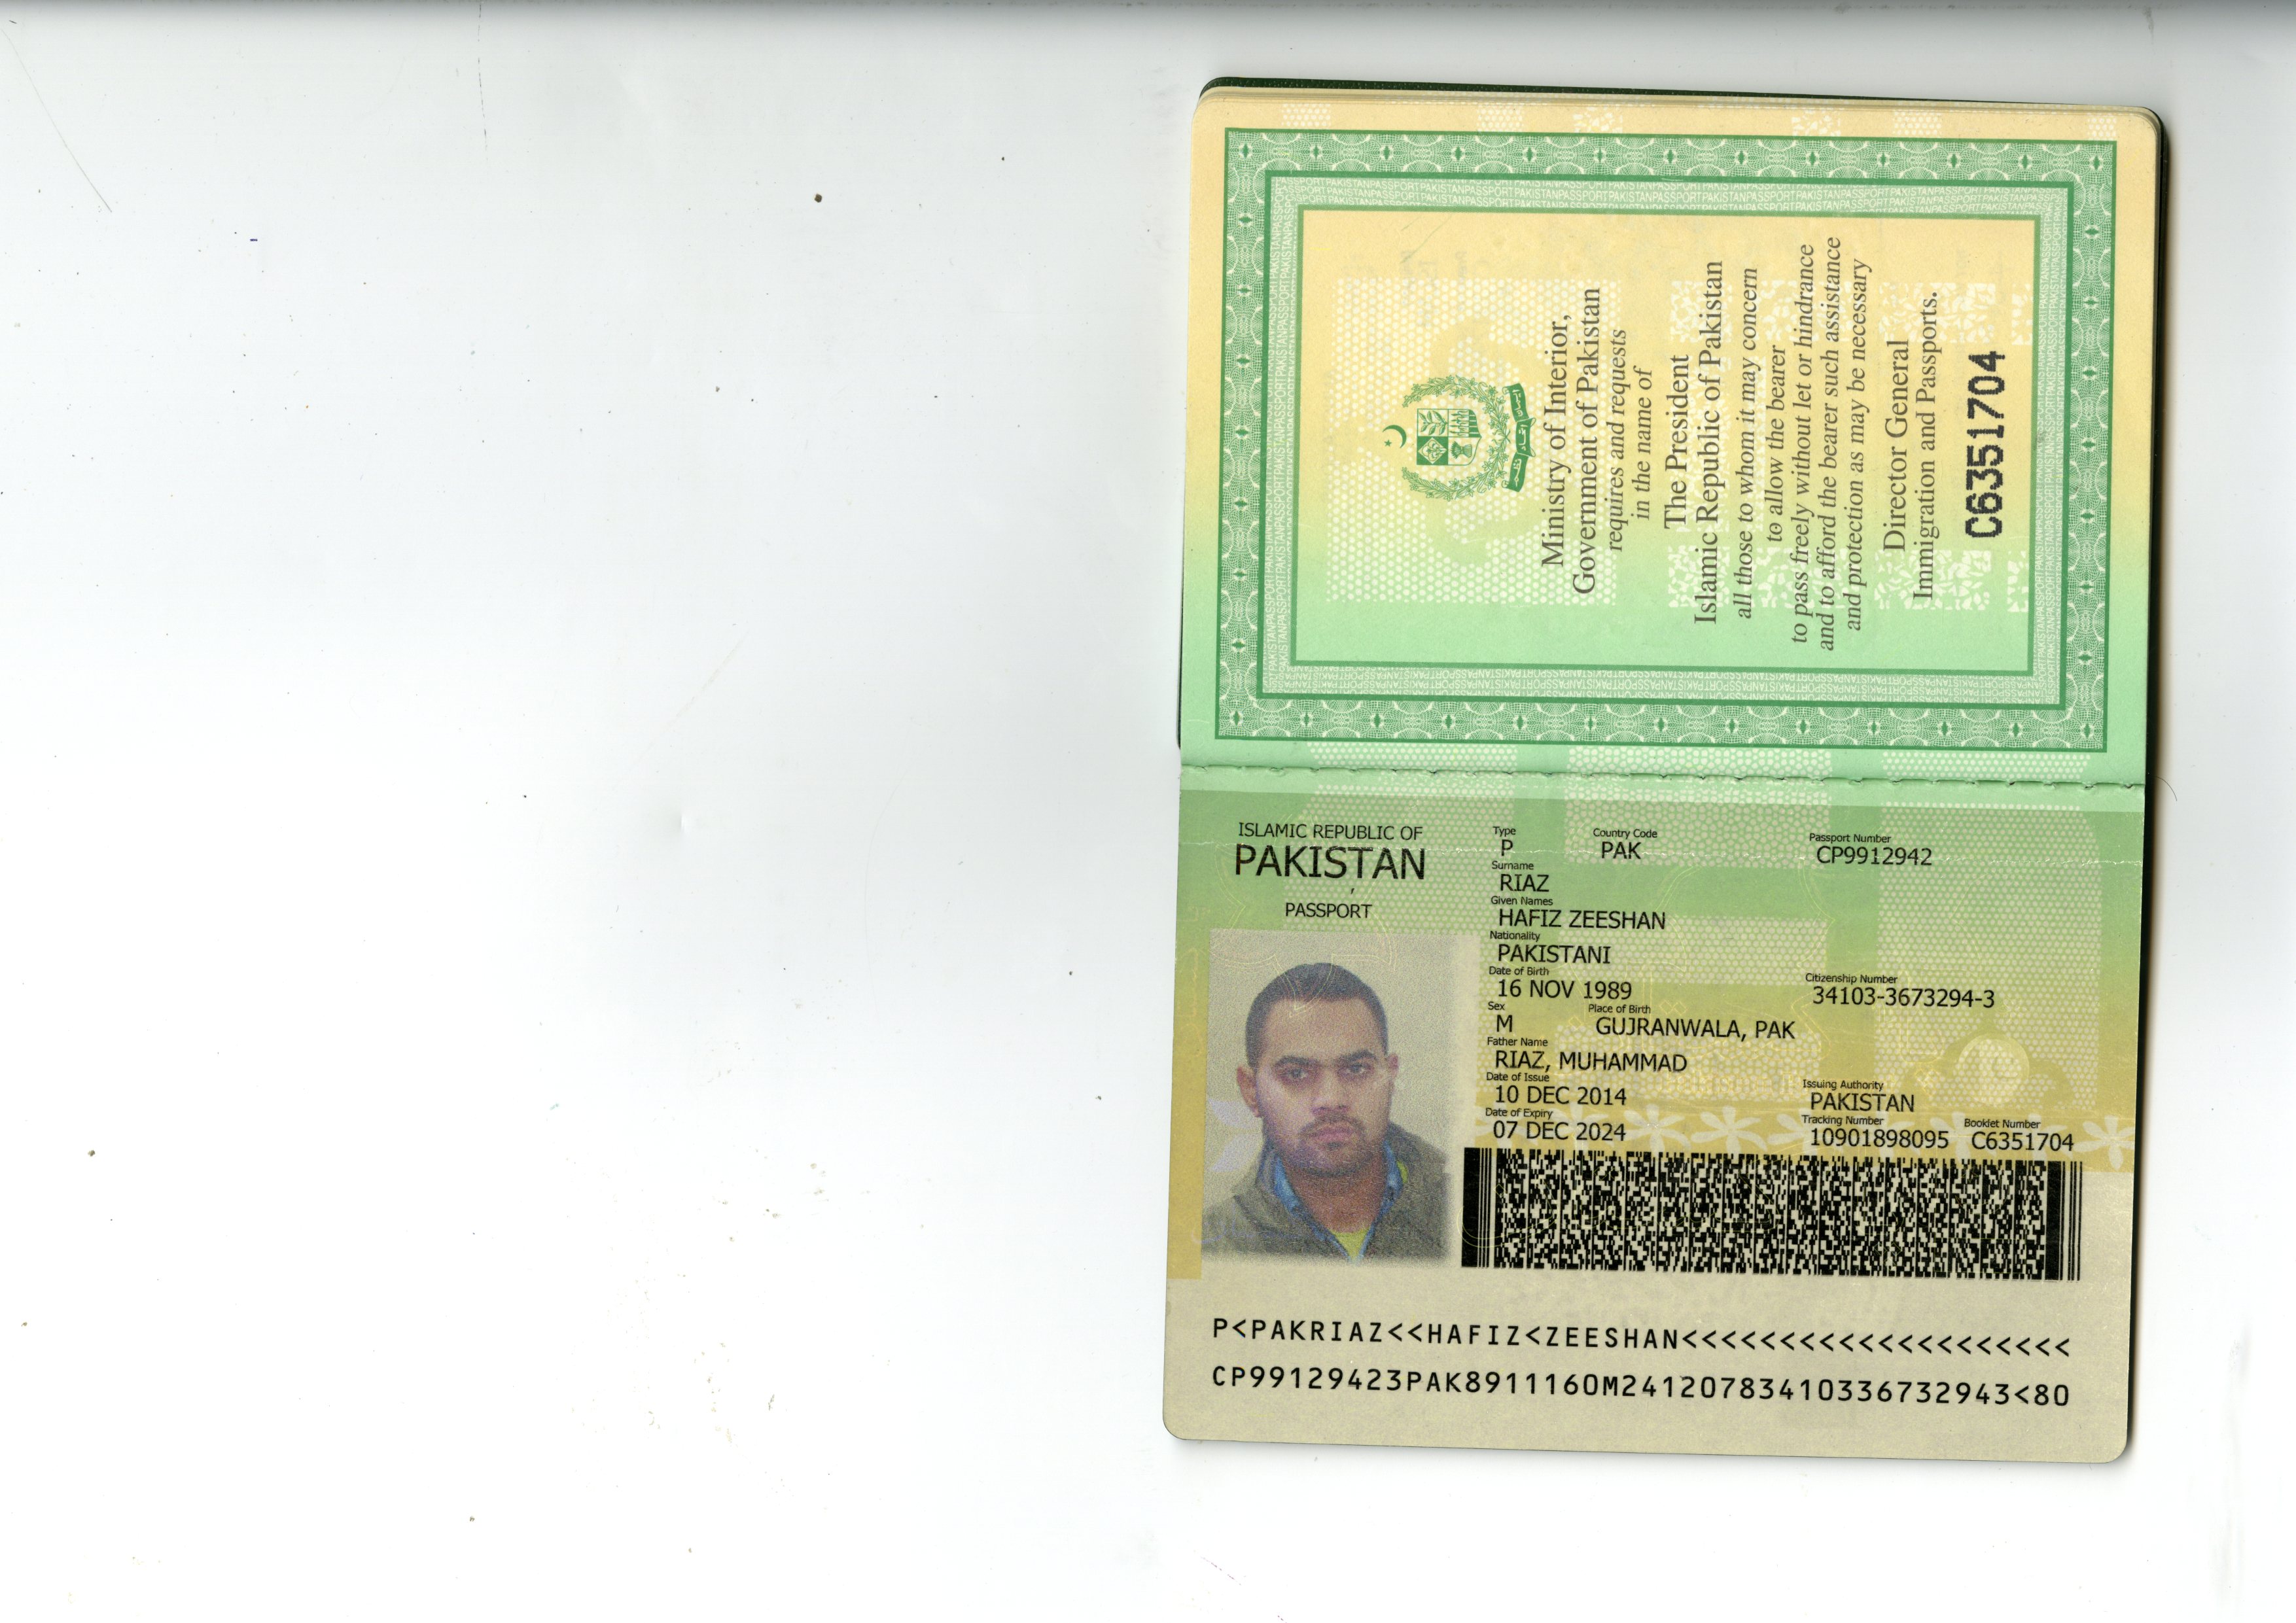 Ministry of Interior,
Government of Pakistan
requires and requests
in the name of
The President
Islamic Republic of Pakistan
all those to whom it may concern
to allow the bearer
to pass freely without let or hindrance
and to afford the bearer such assistance
and protection as may be necessary
Director General
Immigration and Passports.
C6351704
ISLAMIC REPUBLIC OF
PAKISTAN
PASSPORT
Type Country Code Passport Number
P PAK CP9912942
Surname
RIAZ
Given Names
HAFIZ ZEESHAN
Nationality
PAKISTANI
Date of Birth Citizenship Number
16 NOV 1989 34103-3673294-3
Sex Place of Birth
M GUJRANWALA, PAK
Father Name
RIAZ, MUHAMMAD
Date of Issue Issuing Authority
10 DEC 2014 PAKISTAN
Date of Expiry Tracking Number Booklet Number
07 DEC 2024 10901898095 C6351704
P<PAKRIAZ<<HAFIZ<ZEESHAN<<<<<<<<<<<<<<<<<<<<
CP99129423PAK8911160M24120783410336732943<80